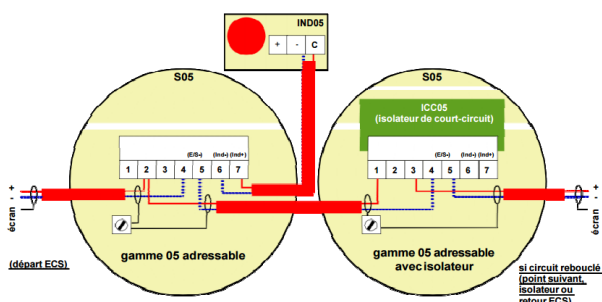 IND05
+ - C
S05
S05
ICC05
(isolateur de court-circuit)
(E/S-) (Ind-) (Ind+)
1 2 3 4 5 6 7
(E/S-) (Ind-) (Ind+)
1 2 3 4 5 6 7
+
-
écran
+
-
écran
gamme 05 adressable
gamme 05 adressable
avec isolateur
(départ ECS)
si circuit rebouclé
(point suivant,
isolateur ou
retour ECS)